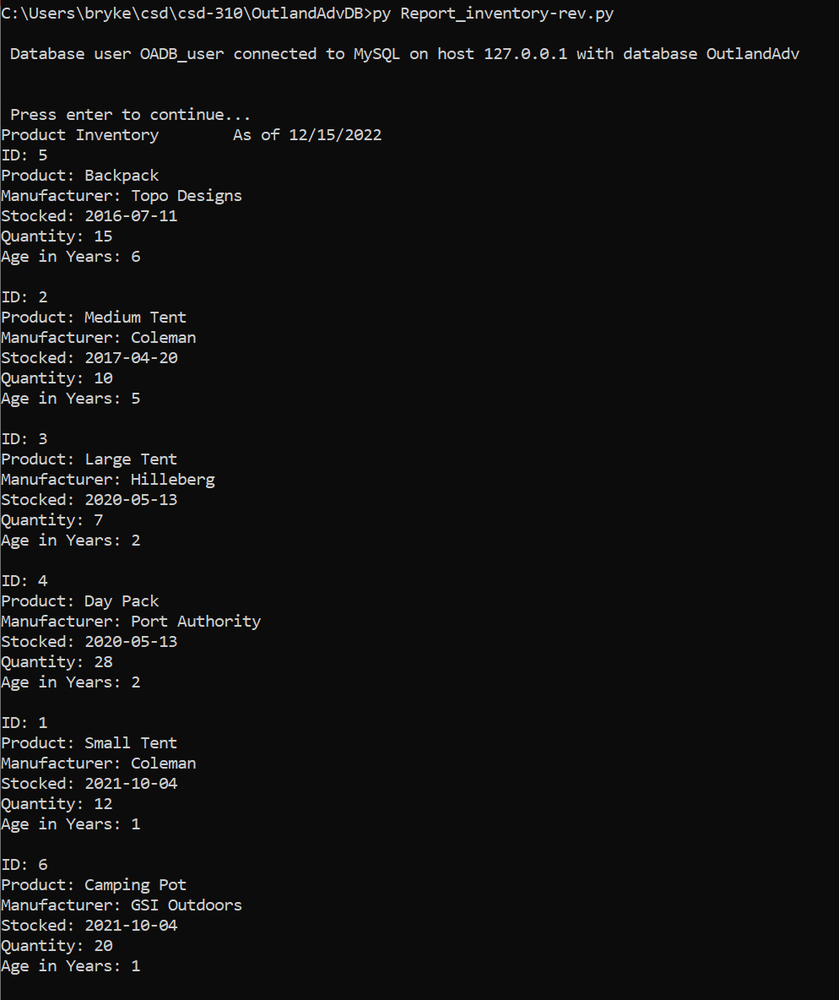 C:\Users\bryke\csd\csd-310\OutlandAdvDB>py Report_inventory-rev.py
Database user OADB_user connected to MySQL on host 127.0.0.1 with database OutlandAdv
Press enter to continue...
Product Inventory        As of 12/15/2022
ID: 5
Product: Backpack
Manufacturer: Topo Designs
Stocked: 2016-07-11
Quantity: 15
Age in Years: 6
ID: 2
Product: Medium Tent
Manufacturer: Coleman
Stocked: 2017-04-20
Quantity: 10
Age in Years: 5
ID: 3
Product: Large Tent
Manufacturer: Hilleberg
Stocked: 2020-05-13
Quantity: 7
Age in Years: 2
ID: 4
Product: Day Pack
Manufacturer: Port Authority
Stocked: 2020-05-13
Quantity: 28
Age in Years: 2
ID: 1
Product: Small Tent
Manufacturer: Coleman
Stocked: 2021-10-04
Quantity: 12
Age in Years: 1
ID: 6
Product: Camping Pot
Manufacturer: GSI Outdoors
Stocked: 2021-10-04
Quantity: 20
Age in Years: 1